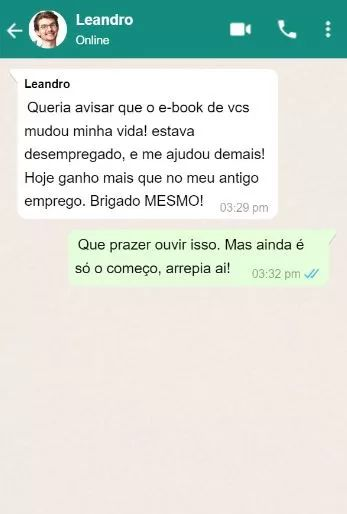 Leandro
Online
Leandro
Queria avisar que o e-book de vcs
mudou minha vida! estava
desempregado, e me ajudou demais!
Hoje ganho mais que no meu antigo
emprego. Brigado MESMO! 03:29 pm
Que prazer ouvir isso. Mas ainda é
só o começo, arrepia ai! 03:32 pm